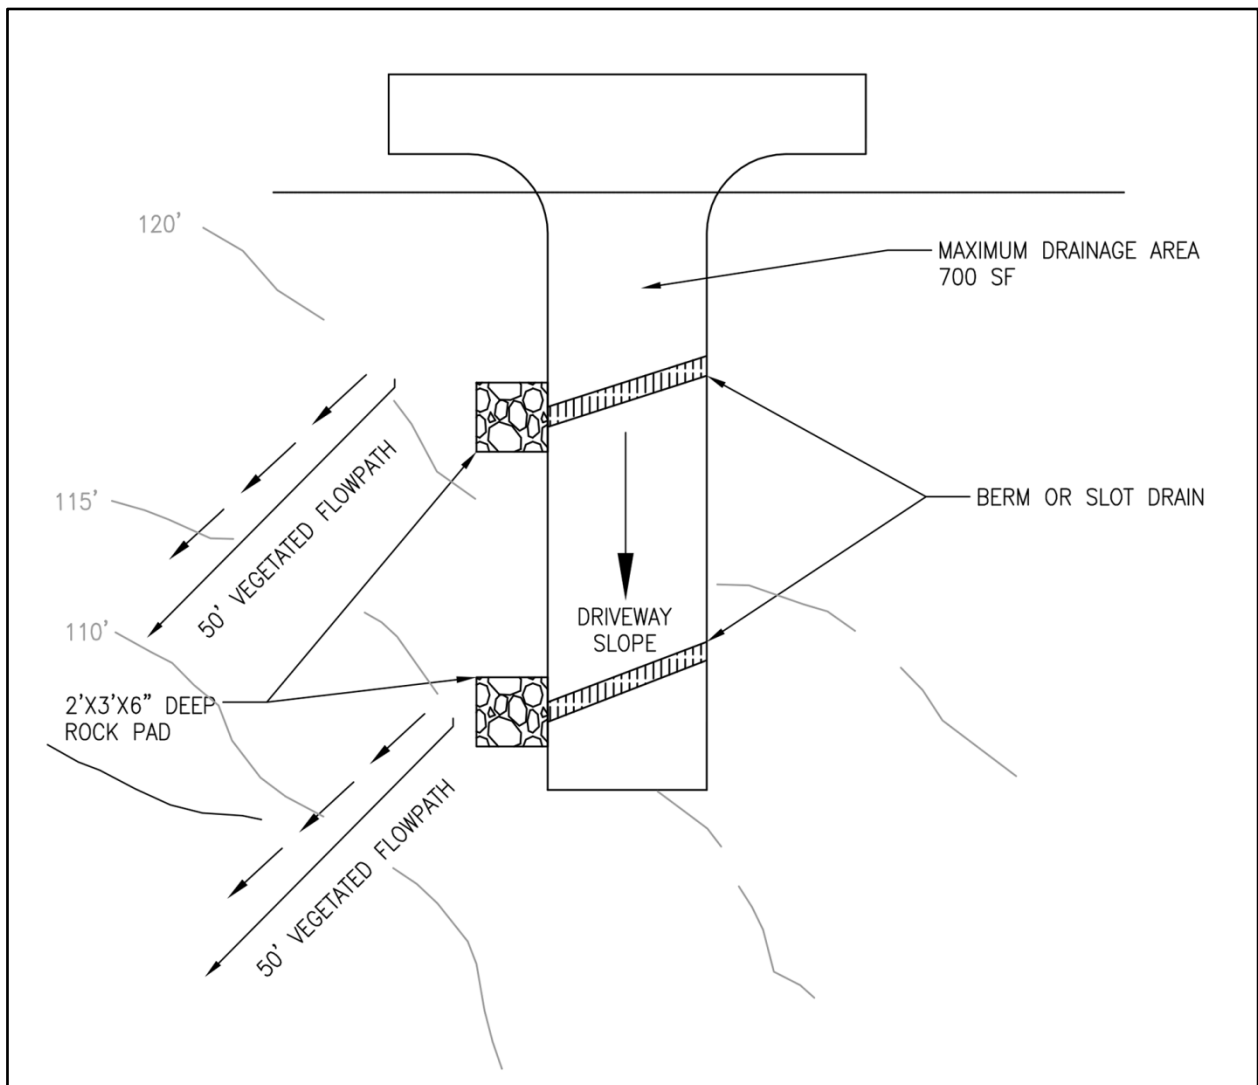 120'
MAXIMUM DRAINAGE AREA
700 SF
115'
50' VEGETATED FLOWPATH
BERM OR SLOT DRAIN
DRIVEWAY
SLOPE
110'
2'X3'X6" DEEP
ROCK PAD
50' VEGETATED FLOWPATH